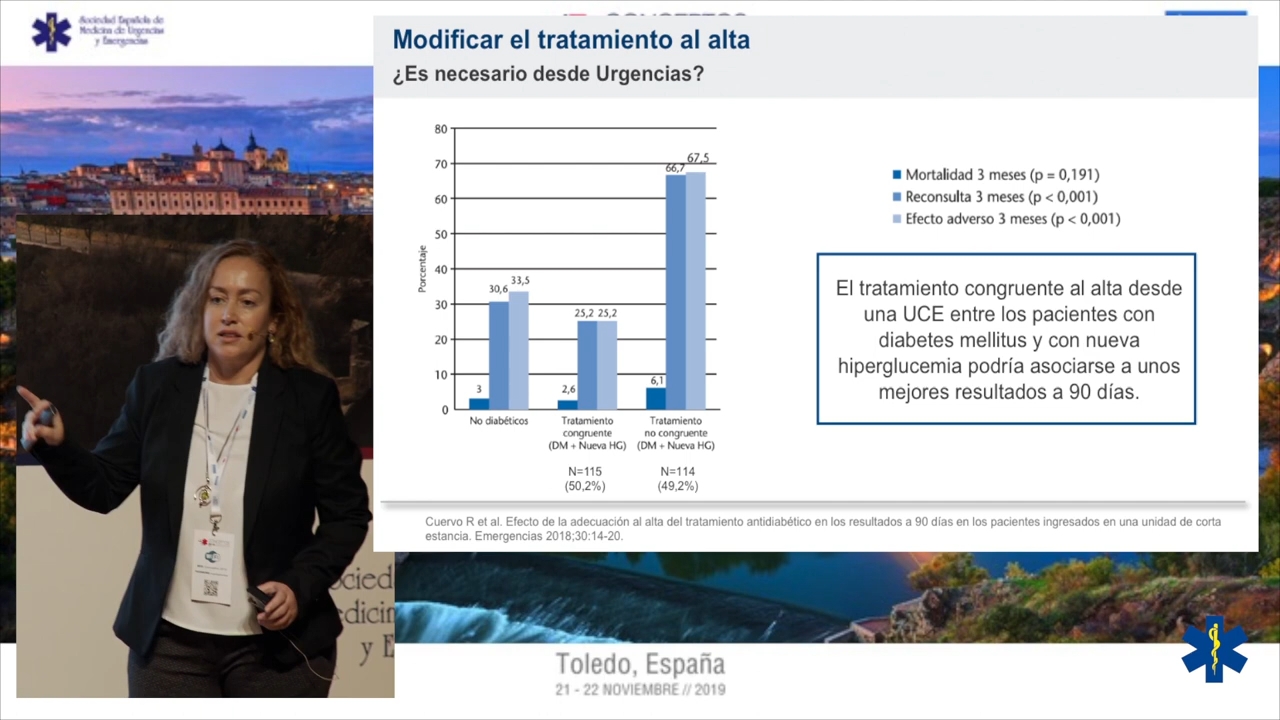 Sociedad Española de
Medicina de Urgencias
y Emergencias
Modificar el tratamiento al alta
¿Es necesario desde Urgencias?
80
70
60
50
40
30
20
10
0
Porcentaje
3
30,6
33,5
2,6
25,2
25,2
6,1
66,7
67,5
No diabéticos
Tratamiento
congruente
(DM + Nueva HG)
Tratamiento
no congruente
(DM + Nueva HG)
N=115
(50,2%)
N=114
(49,2%)
Mortalidad 3 meses (p = 0,191)
Reconsulta 3 meses (p < 0,001)
Efecto adverso 3 meses (p < 0,001)
El tratamiento congruente al alta desde
una UCE entre los pacientes con
diabetes mellitus y con nueva
hiperglucemia podría asociarse a unos
mejores resultados a 90 días.
Cuervo R et al. Efecto de la adecuación al alta del tratamiento antidiabético en los resultados a 90 días en los pacientes ingresados en una unidad de corta
estancia. Emergencias 2018;30:14-20.
y E
Toledo, España
21 - 22 NOVIEMBRE // 2019